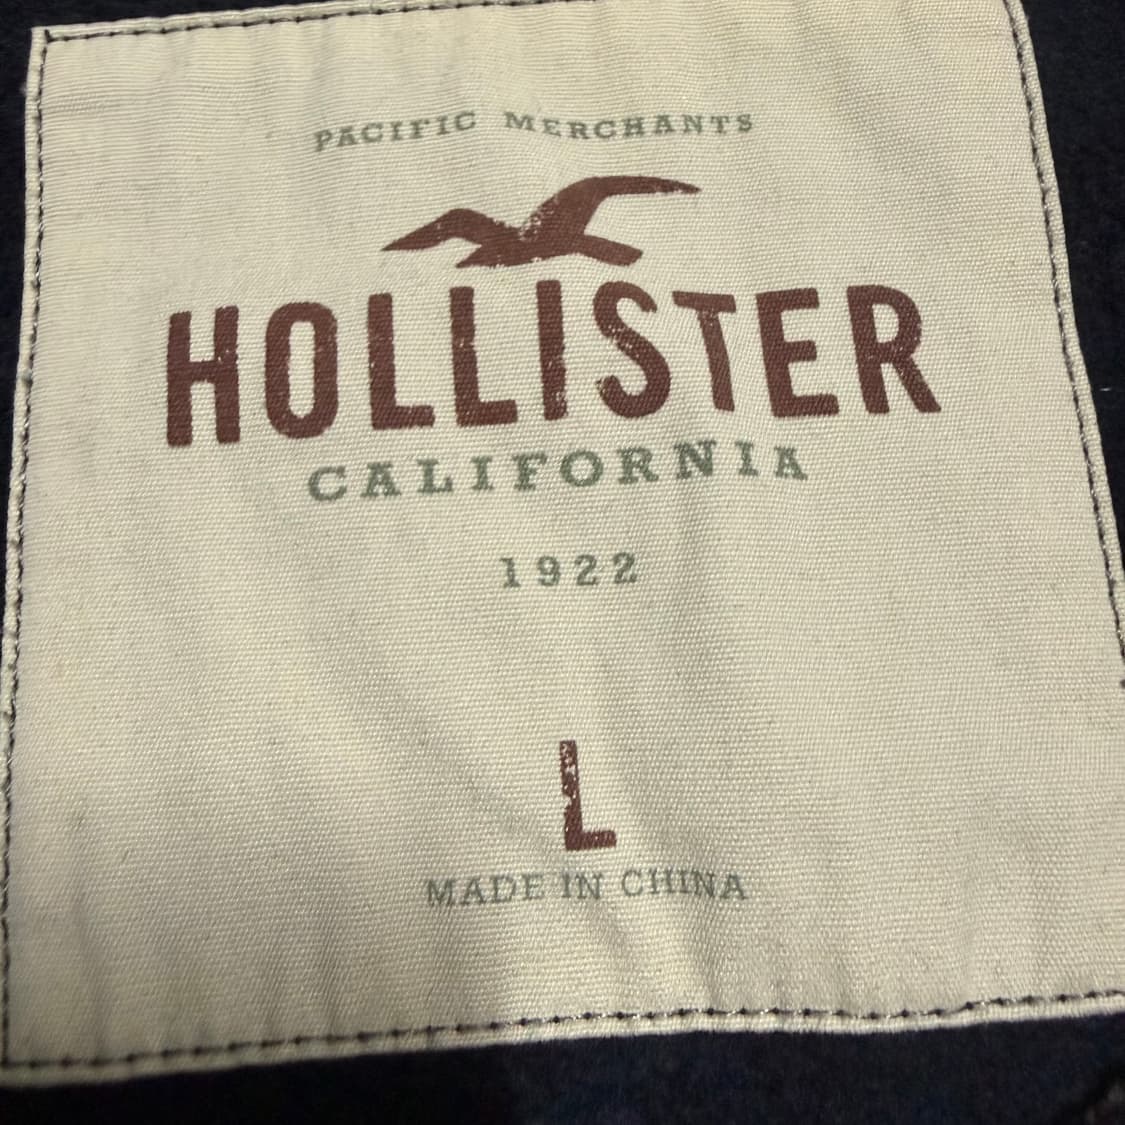 PACIFIC MERCHANTS
HOLLISTER
CALIFORNIA
1922
L
MADE IN CHINA